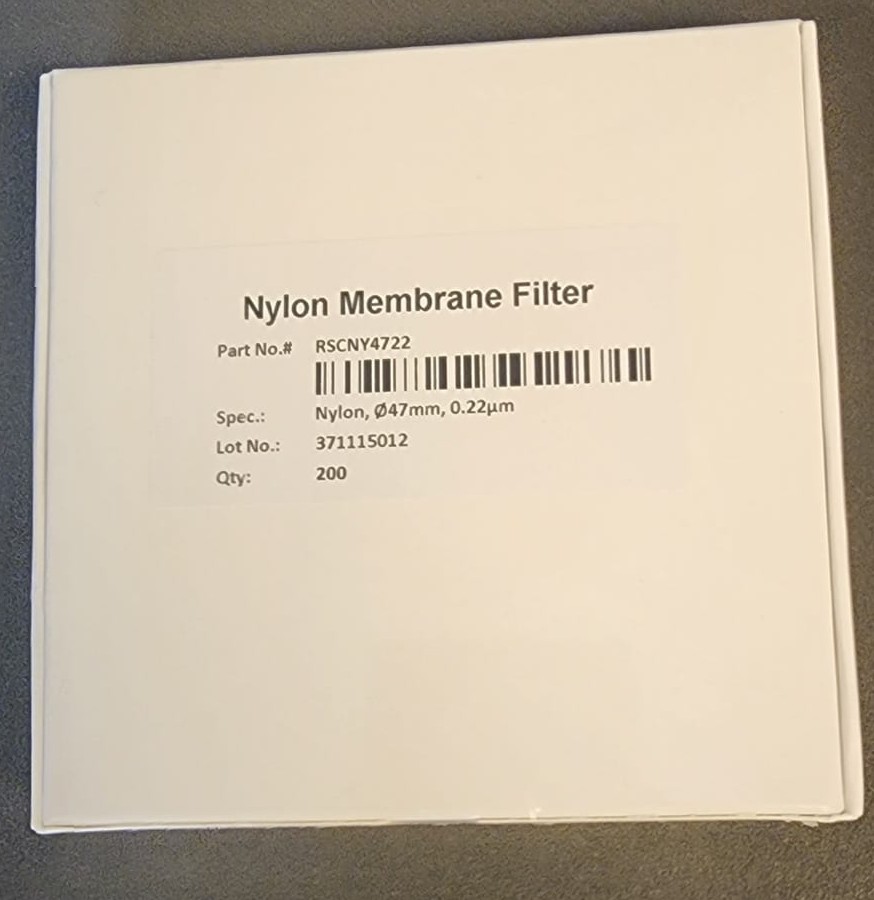 Nylon Membrane Filter
Part No.# RSCNY4722
Spec.: Nylon, Ø47mm, 0.22µm
Lot No.: 371115012
Qty: 200